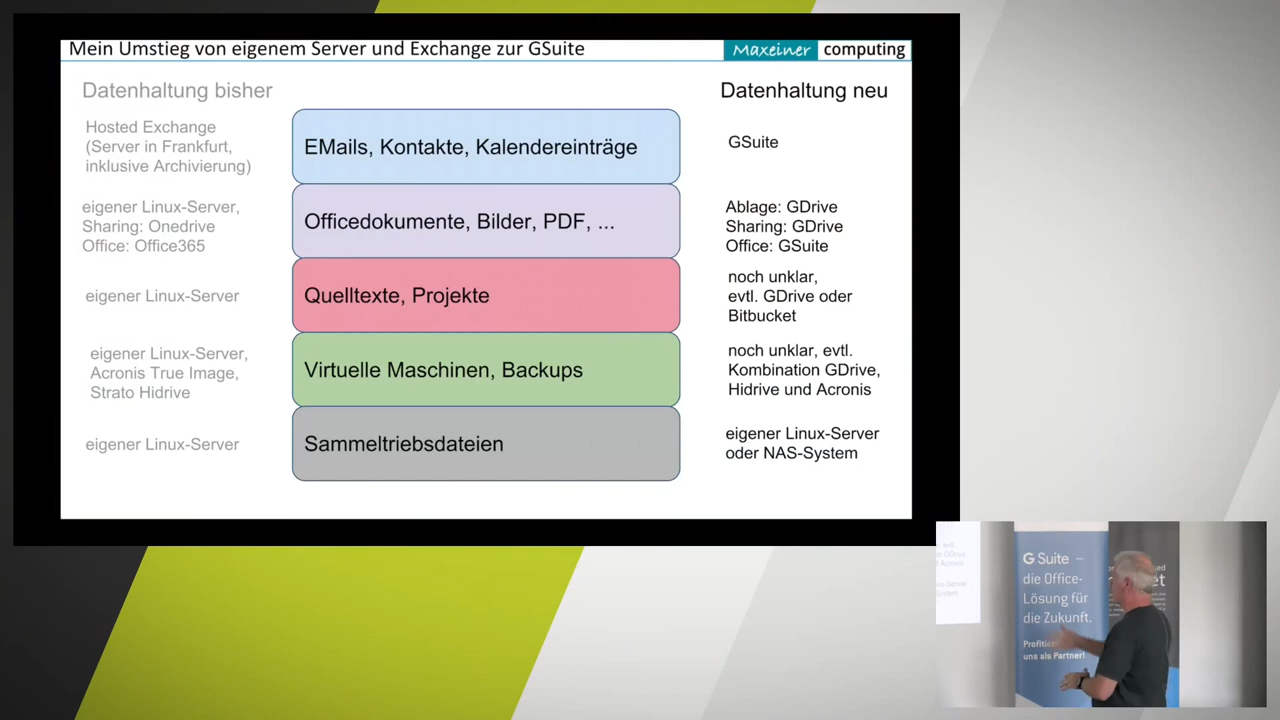 Mein Umstieg von eigenem Server und Exchange zur GSuite
Maxeiner computing
Datenhaltung bisher
Datenhaltung neu
Hosted Exchange
(Server in Frankfurt,
inklusive Archivierung)
EMails, Kontakte, Kalendereinträge
GSuite
eigener Linux-Server,
Sharing: Onedrive
Office: Office365
Officedokumente, Bilder, PDF, ...
Ablage: GDrive
Sharing: GDrive
Office: GSuite
eigener Linux-Server
Quelltexte, Projekte
noch unklar,
evtl. GDrive oder
Bitbucket
eigener Linux-Server,
Acronis True Image,
Strato Hidrive
Virtuelle Maschinen, Backups
noch unklar, evtl.
Kombination GDrive,
Hidrive und Acronis
eigener Linux-Server
Sammeltriebsdateien
eigener Linux-Server
oder NAS-System
G Suite –
die Office-
Lösung für
die Zukunft.
uns als Partner!